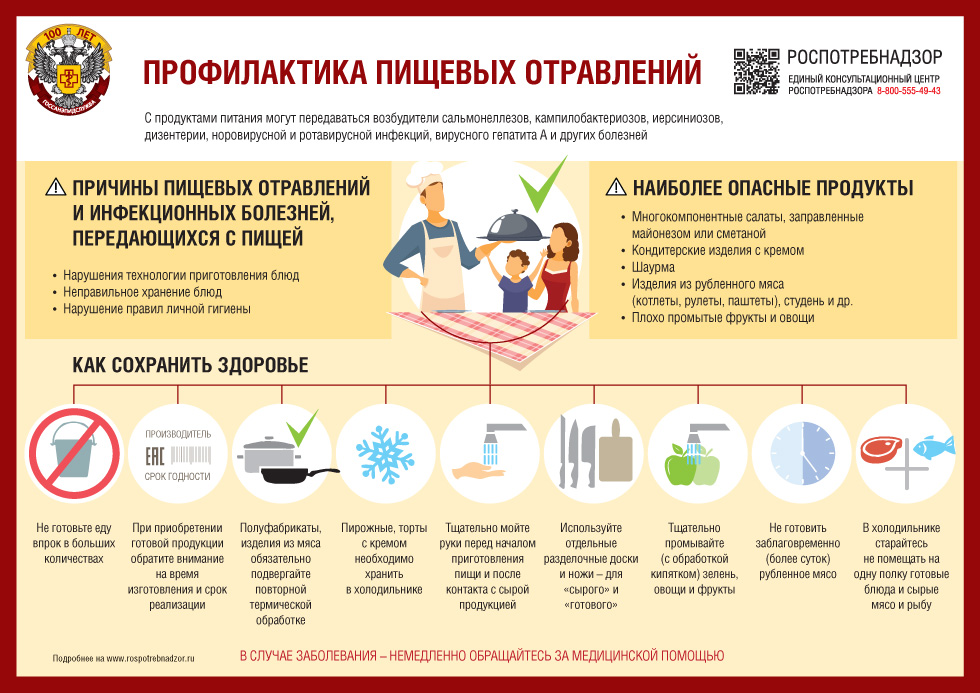 100 ЛЕТ
ГОССАНЭПИДСЛУЖБА
ПРОФИЛАКТИКА ПИЩЕВЫХ ОТРАВЛЕНИЙ
РОСПОТРЕБНАДЗОР
ЕДИНЫЙ КОНСУЛЬТАЦИОННЫЙ ЦЕНТР
РОСПОТРЕБНАДЗОРА 8-800-555-49-43
С продуктами питания могут передаваться возбудители сальмонеллезов, кампилобактериозов, иерсиниозов,
дизентерии, норовирусной и ротавирусной инфекций, вирусного гепатита А и других болезней
ПРИЧИНЫ ПИЩЕВЫХ ОТРАВЛЕНИЙ
И ИНФЕКЦИОННЫХ БОЛЕЗНЕЙ,
ПЕРЕДАЮЩИХСЯ С ПИЩЕЙ
• Нарушения технологии приготовления блюд
• Неправильное хранение блюд
• Нарушение правил личной гигиены
НАИБОЛЕЕ ОПАСНЫЕ ПРОДУКТЫ
• Многокомпонентные салаты, заправленные
майонезом или сметаной
• Кондитерские изделия с кремом
• Шаурма
• Изделия из рубленного мяса
(котлеты, рулеты, паштеты), студень и др.
• Плохо промытые фрукты и овощи
КАК СОХРАНИТЬ ЗДОРОВЬЕ
ПРОИЗВОДИТЕЛЬ
ЕАС
СРОК ГОДНОСТИ
Не готовьте еду
впрок в больших
количествах
При приобретении
готовой продукции
обратите внимание
на время
изготовления и срок
реализации
Полуфабрикаты,
изделия из мяса
обязательно
подвергайте
повторной
термической
обработке
Пирожные, торты
с кремом
необходимо
хранить
в холодильнике
Тщательно мойте
руки перед началом
приготовления
пищи и после
контакта с сырой
продукцией
Используйте
отдельные
разделочные доски
и ножи – для
«сырого» и
«готового»
Тщательно
промывайте
(с обработкой
кипятком) зелень,
овощи и фрукты
Не готовить
заблаговременно
(более суток)
рубленное мясо
В холодильнике
старайтесь
не помещать на
одну полку готовые
блюда и сырые
мясо и рыбу
Подробнее на www.rospotrebnadzor.ru
В СЛУЧАЕ ЗАБОЛЕВАНИЯ – НЕМЕДЛЕННО ОБРАЩАЙТЕСЬ ЗА МЕДИЦИНСКОЙ ПОМОЩЬЮ